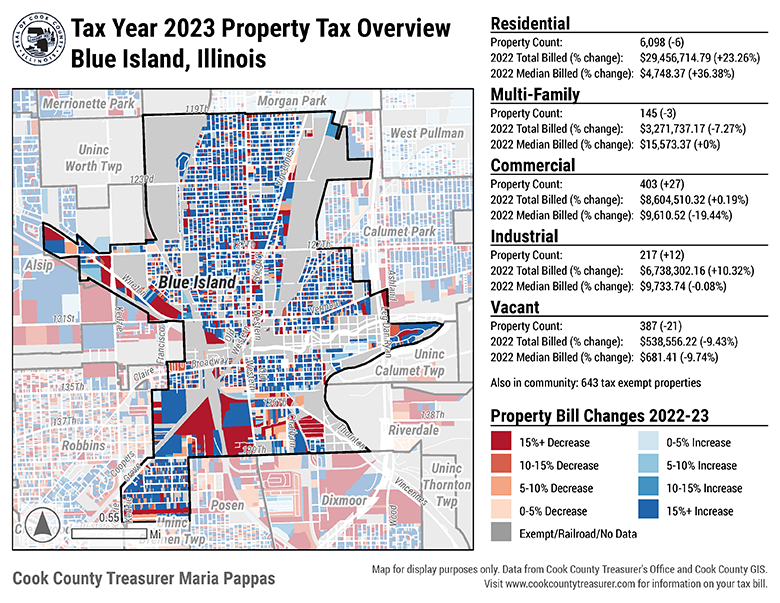 Tax Year 2023 Property Tax Overview
Blue Island, Illinois
SEAL OF COOK COUNTY
ILLINOIS
Residential
Property Count: 6,098 (-6)
2022 Total Billed (% change): $29,456,714.79 (+23.26%)
2022 Median Billed (% change): $4,748.37 (+36.38%)
Multi-Family
Property Count: 145 (-3)
2022 Total Billed (% change): $3,271,737.17 (-7.27%)
2022 Median Billed (% change): $15,573.37 (+0%)
Commercial
Property Count: 403 (+27)
2022 Total Billed (% change): $8,604,510.32 (+0.19%)
2022 Median Billed (% change): $9,610.52 (-19.44%)
Industrial
Property Count: 217 (+12)
2022 Total Billed (% change): $6,738,302.16 (+10.32%)
2022 Median Billed (% change): $9,733.74 (-0.08%)
Vacant
Property Count: 387 (-21)
2022 Total Billed (% change): $538,556.22 (-9.43%)
2022 Median Billed (% change): $681.41 (-9.74%)
Also in community: 643 tax exempt properties
Property Bill Changes 2022-23
15%+ Decrease
10-15% Decrease
5-10% Decrease
0-5% Decrease
Exempt/Railroad/No Data
0-5% Increase
5-10% Increase
10-15% Increase
15%+ Increase
Merrionette Park
119Th
Morgan Park
West Pullman
Uninc
Worth Twp
123Rd
Calumet Park
127Th
Alsip
Blue Island
Ashland
131St
Kedzie
Francisco
Western
Broadway
Claire
Uninc
Calumet Twp
135Th
137Th
Robbins
128Th
Riverdale
Thornton
139Th
Uninc
Thornton
Twp
Posen
Dixmoor
Vincennes
Wood
0.55
Mi
Uninc
Bremen Twp
Cook County Treasurer Maria Pappas
Map for display purposes only. Data from Cook County Treasurer's Office and Cook County GIS.
Visit www.cookcountytreasurer.com for information on your tax bill.